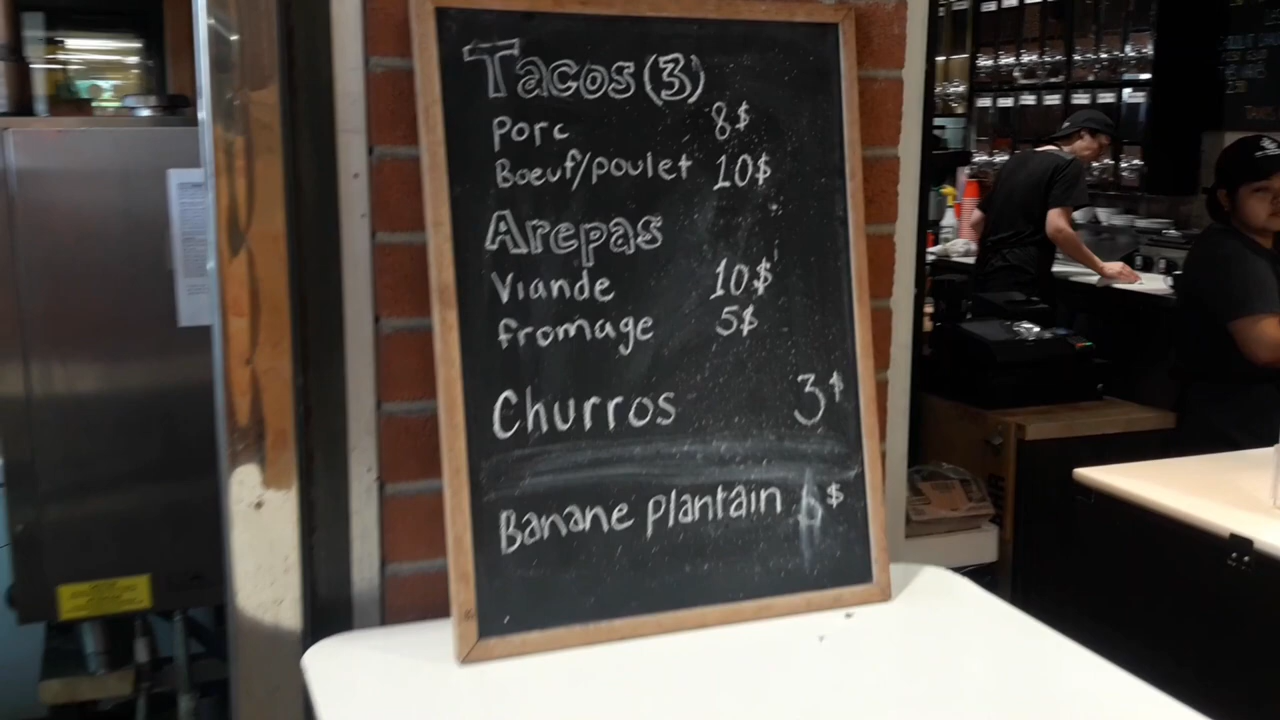 Tacos (3)
Porc 8$
Boeuf/poulet 10$
Arepas
Viande 10$
fromage 5$
Churros 3$
Banane plantain 6$